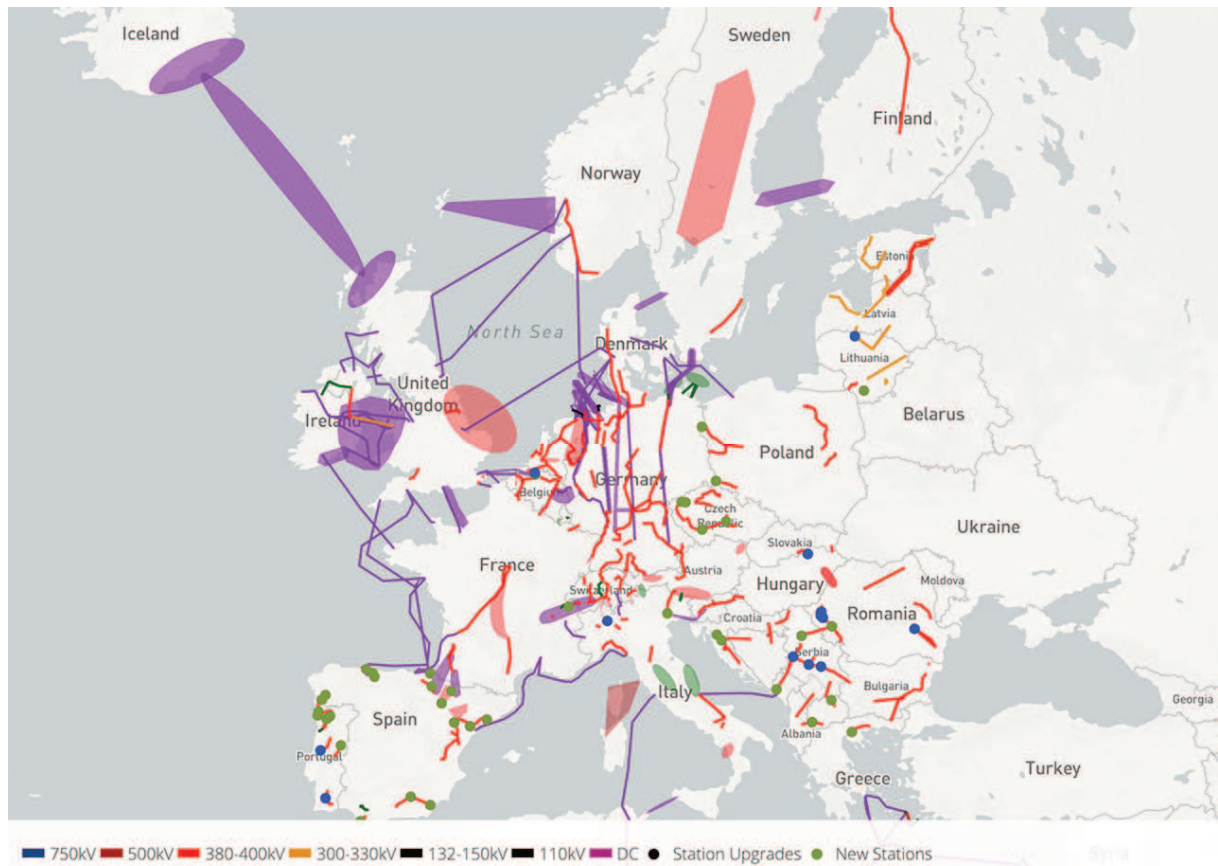 Iceland
Sweden
Finland
Norway
Estonia
North Sea
Latvia
Denmark
Lithuania
United
Kingdom
Ireland
Belarus
Poland
Germany
Belgium
Czech
Republic
Ukraine
Slovakia
France
Austria
Moldova
Hungary
Switzerland
Romania
Croatia
Serbia
Italy
Bulgaria
Georgia
Spain
Albania
Portugal
Turkey
Greece
Syria
750kV 500kV 380-400kV 300-330kV 132-150kV 110kV DC Station Upgrades New Stations